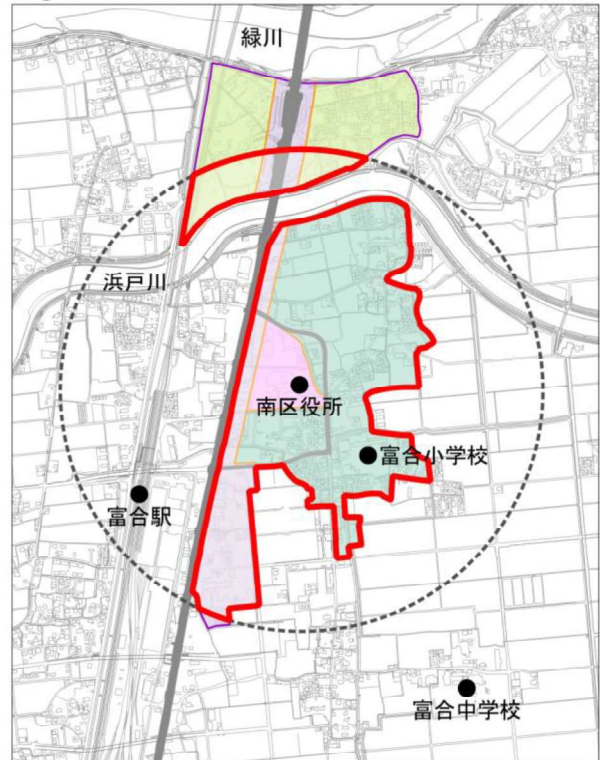 緑川
浜戸川
南区役所
富合小学校
富合駅
富合中学校